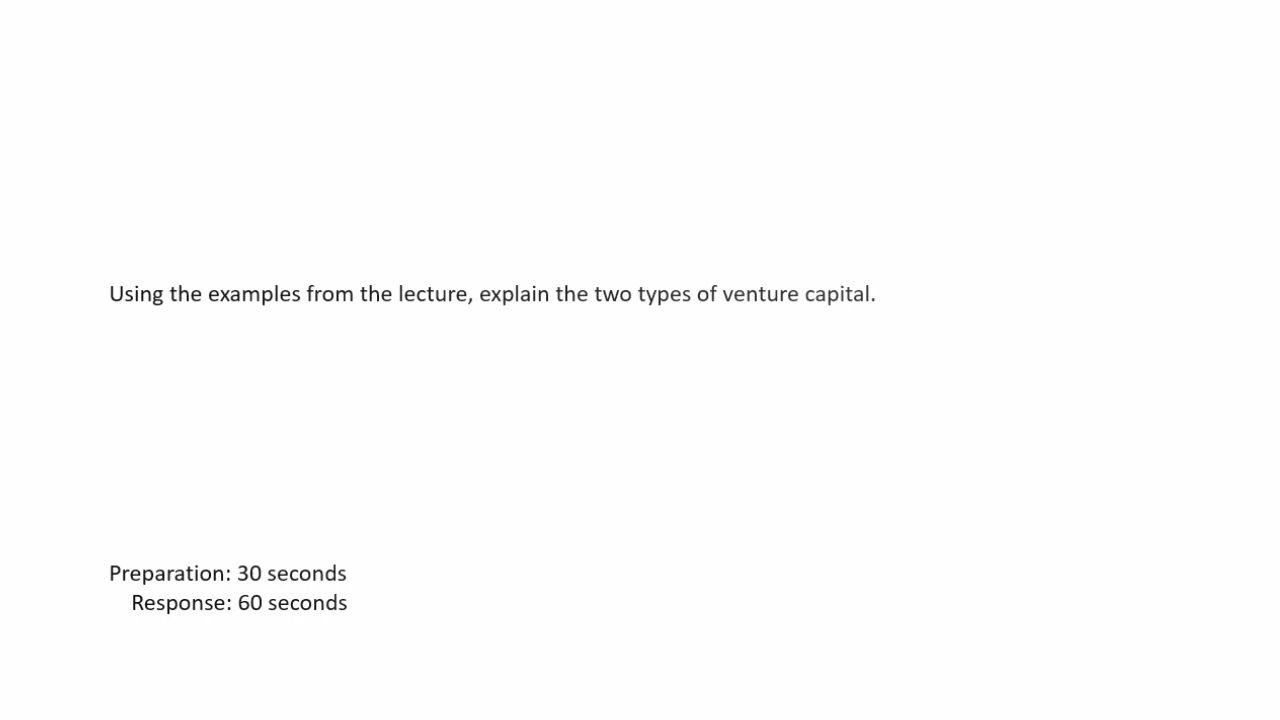 Using the examples from the lecture, explain the two types of venture capital.
Preparation: 30 seconds
Response: 60 seconds